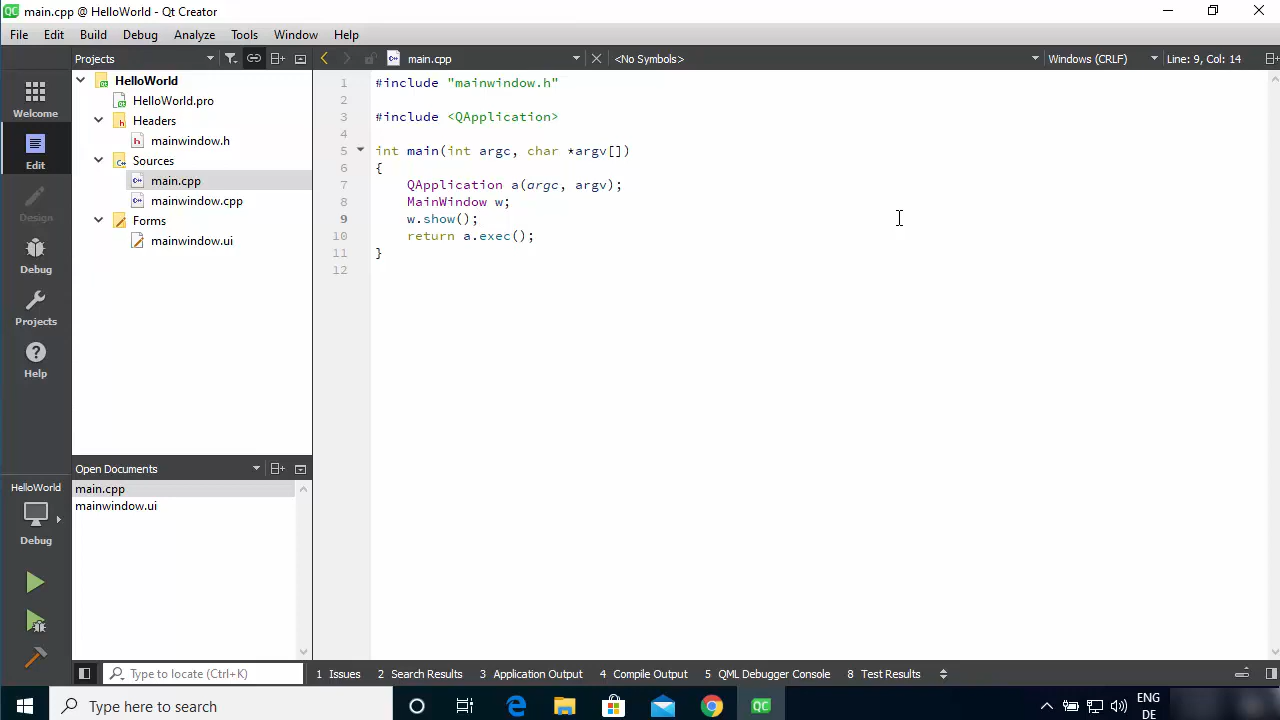 main.cpp @ HelloWorld - Qt Creator
File Edit Build Debug Analyze Tools Window Help
Projects
main.cpp
<No Symbols>
Windows (CRLF)
Line: 9, Col: 14
Welcome
Edit
Design
Debug
Projects
Help
HelloWorld
HelloWorld.pro
Headers
mainwindow.h
Sources
main.cpp
mainwindow.cpp
Forms
mainwindow.ui
1 #include "mainwindow.h"
2
3 #include <QApplication>
4
5 int main(int argc, char *argv[])
6 {
7 QApplication a(argc, argv);
8 MainWindow w;
9 w.show();
10 return a.exec();
11 }
12
Open Documents
main.cpp
mainwindow.ui
HelloWorld
Debug
Type to locate (Ctrl+K)
1 Issues 2 Search Results 3 Application Output 4 Compile Output 5 QML Debugger Console 8 Test Results
Type here to search
ENG
DE